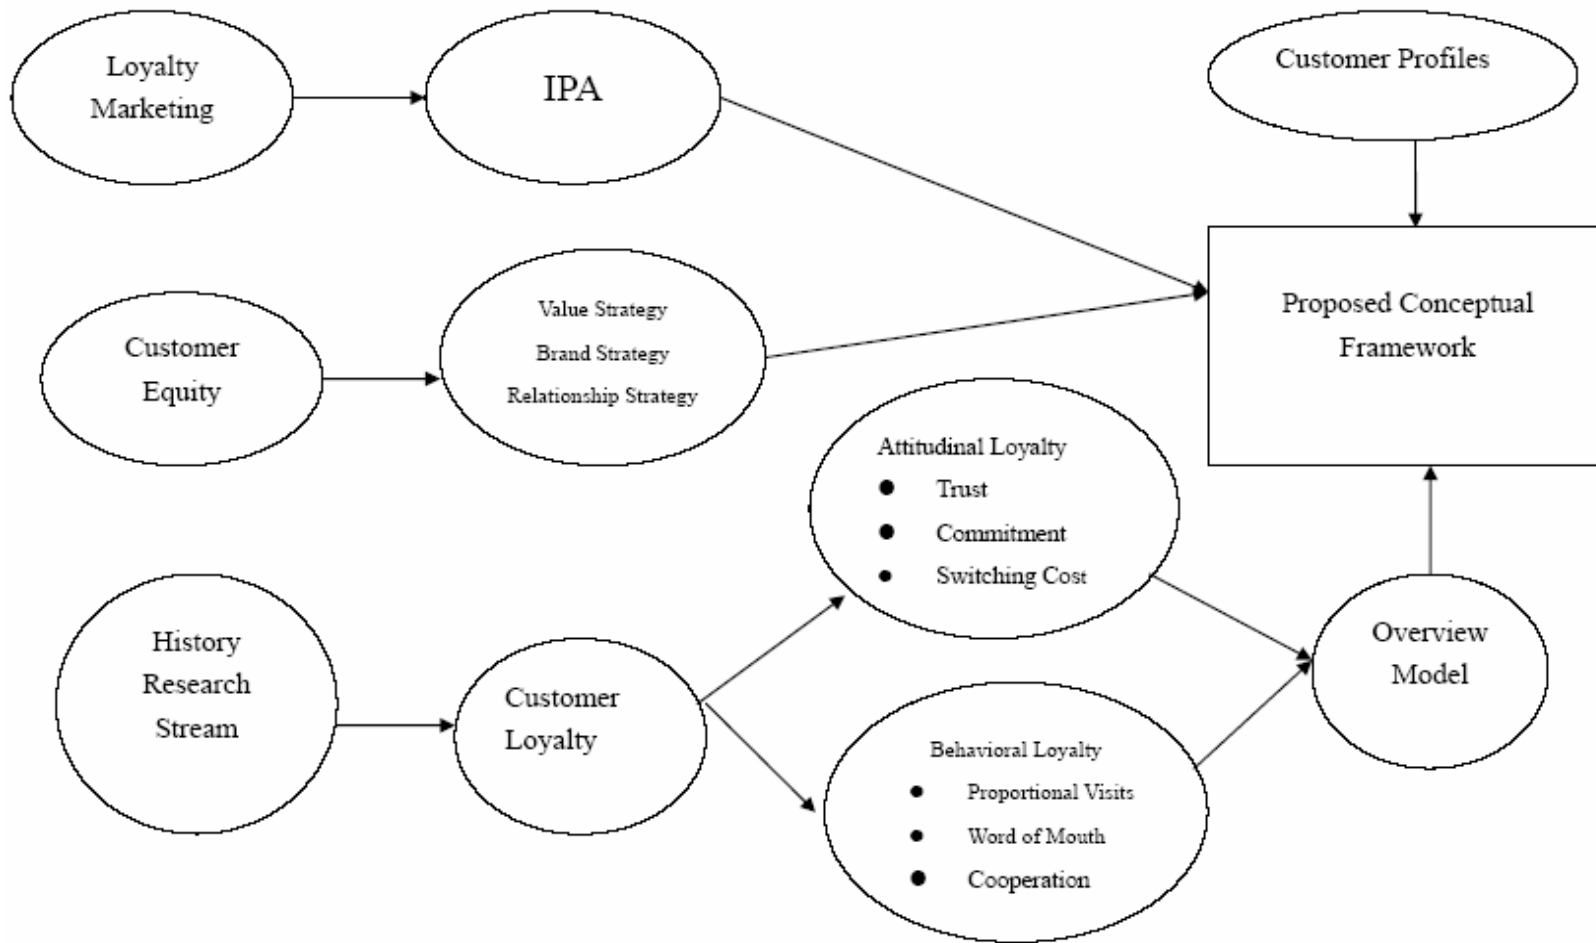 Loyalty
Marketing
IPA
Customer Profiles
Value Strategy
Brand Strategy
Relationship Strategy
Customer
Equity
Proposed Conceptual
Framework
Attitudinal Loyalty
● Trust
● Commitment
● Switching Cost
History
Research
Stream
Customer
Loyalty
Overview
Model
Behavioral Loyalty
● Proportional Visits
● Word of Mouth
● Cooperation